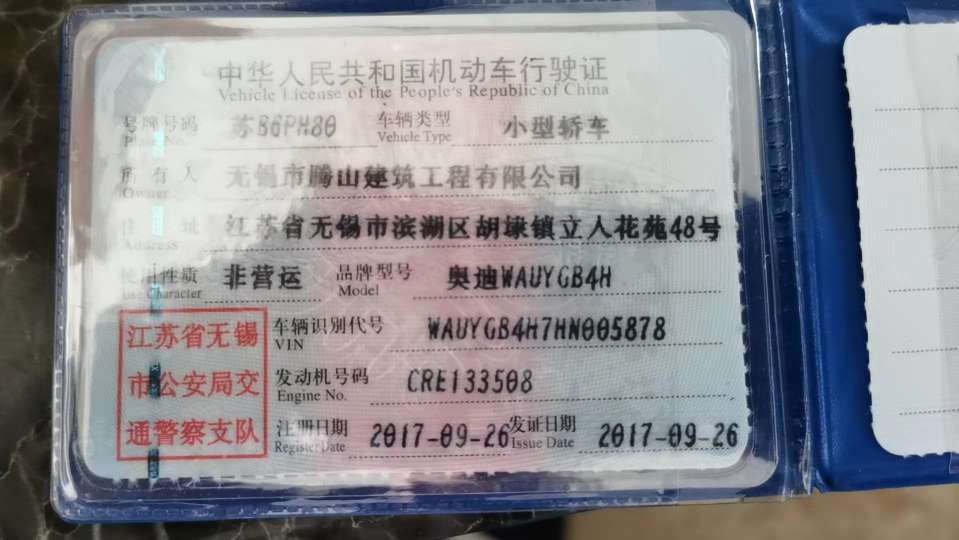 中华人民共和国机动车行驶证
Vehicle License of the People's Republic of China
号牌号码 苏B6PH80 车辆类型 小型轿车
Plate No. Vehicle Type
所有人 无锡市腾山建筑工程有限公司
Owner
住址 江苏省无锡市滨湖区胡埭镇立人花苑48号
Address
使用性质 非营运 品牌型号 奥迪WAUYGB4H
Use Character Model
江苏省无锡
市公安局交
通警察支队
车辆识别代号 WAUYGB4H7HN005878
VIN
发动机号码 CRE133508
Engine No.
注册日期 2017-09-26 发证日期 2017-09-26
Register Date Issue Date